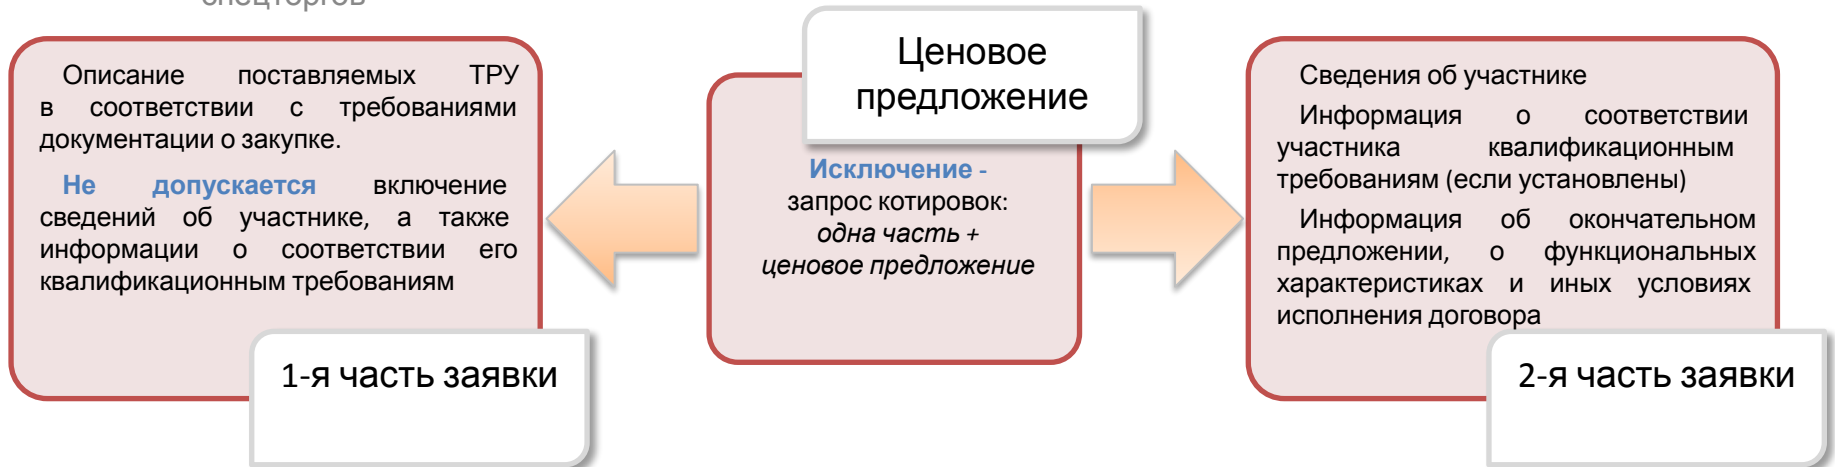 спецторгов
Описание поставляемых ТРУ
в соответствии с требованиями
документации о закупке.
Не допускается включение
сведений об участнике, а также
информации о соответствии его
квалификационным требованиям
1-я часть заявки
Ценовое
предложение
Исключение -
запрос котировок:
одна часть +
ценовое предложение
Сведения об участнике
Информация о соответствии
участника квалификационным
требованиям (если установлены)
Информация об окончательном
предложении, о функциональных
характеристиках и иных условиях
исполнения договора
2-я часть заявки